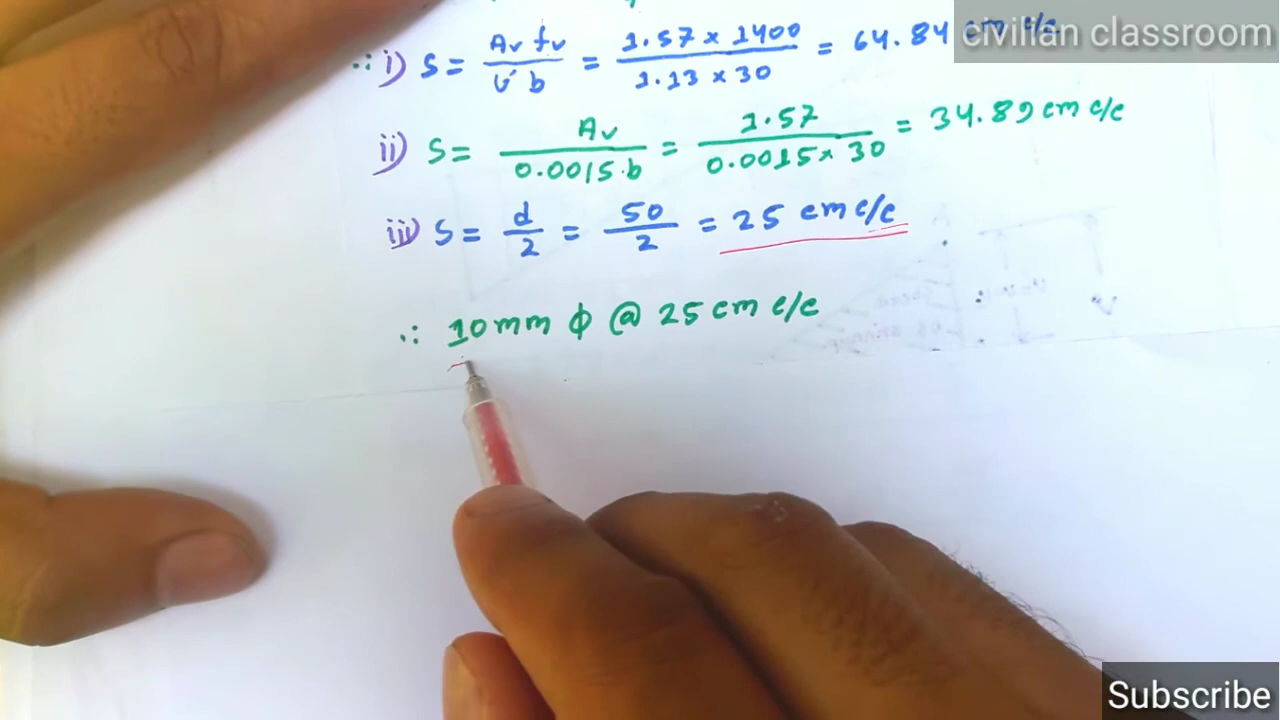 ∴ i) S = Av fv / v' b = 1.57 × 1400 / 1.13 × 30 = 64.84 cm c/c
civilian classroom
ii) S = Av / 0.0015.b = 1.57 / 0.0015 × 30 = 34.89 cm c/c
iii) S = d / 2 = 50 / 2 = 25 cm c/c
∴ 10mm ϕ @ 25 cm c/c
Subscribe